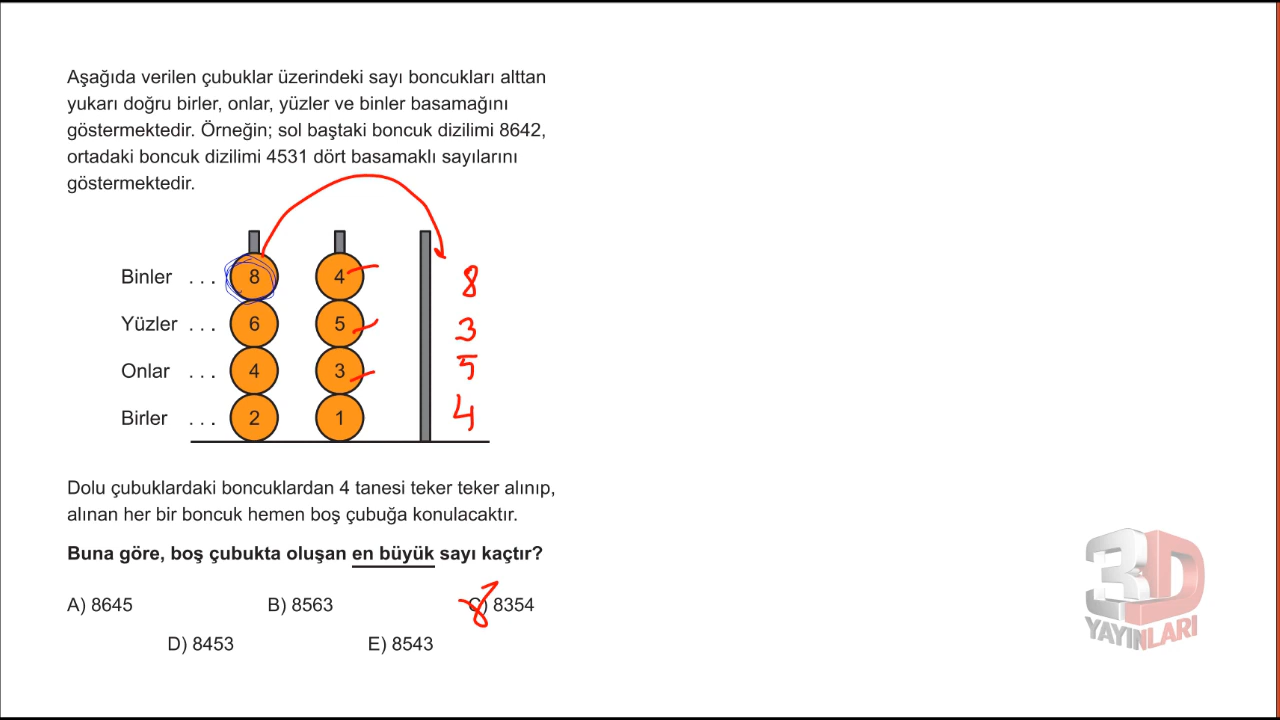 Aşağıda verilen çubuklar üzerindeki sayı boncukları alttan
yukarı doğru birler, onlar, yüzler ve binler basamağını
göstermektedir. Örneğin; sol baştaki boncuk dizilimi 8642,
ortadaki boncuk dizilimi 4531 dört basamaklı sayılarını
göstermektedir.
Binler ... 8 4 8
Yüzler ... 6 5 3
Onlar ... 4 3 5
Birler ... 2 1 4
Dolu çubuklardaki boncuklardan 4 tanesi teker teker alınıp,
alınan her bir boncuk hemen boş çubuğa konulacaktır.
Buna göre, boş çubukta oluşan en büyük sayı kaçtır?
A) 8645 B) 8563 C) 8354
D) 8453 E) 8543
3D
YAYINLARI